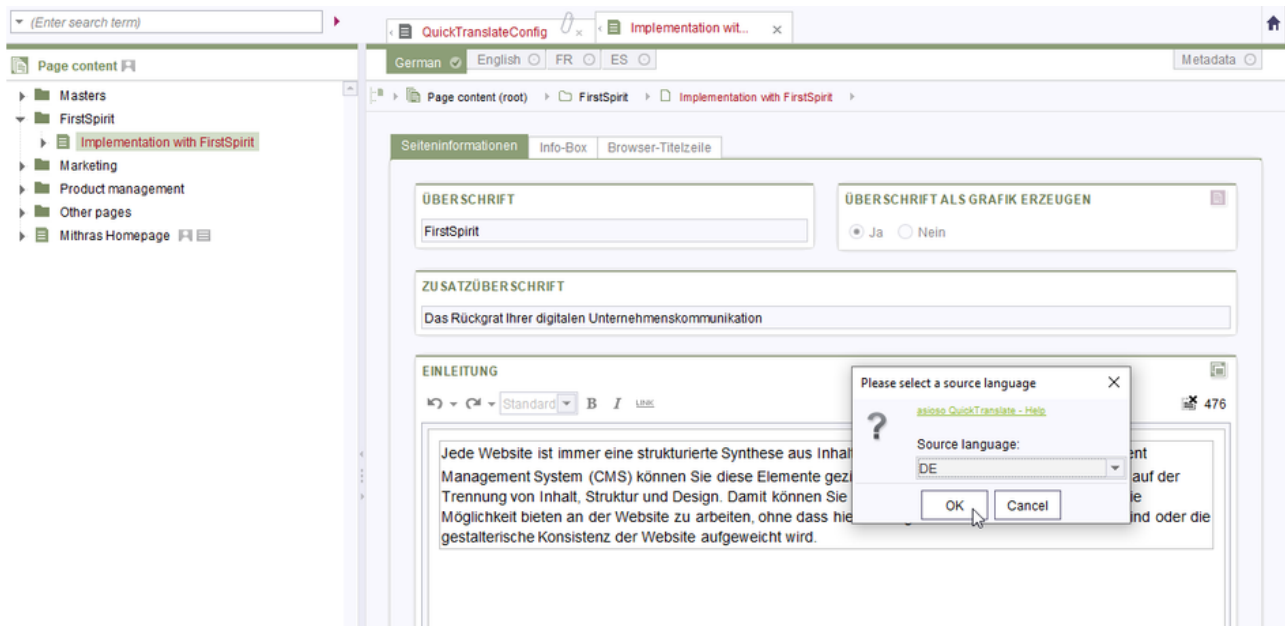 (Enter search term)
QuickTranslateConfig
Implementation wit...
Page content
German
English
FR
ES
Metadata
Masters
FirstSpirit
Implementation with FirstSpirit
Marketing
Product management
Other pages
Mithras Homepage
Page content (root)
FirstSpirit
Implementation with FirstSpirit
Seiteninformationen
Info-Box
Browser-Titelzeile
ÜBERSCHRIFT
FirstSpirit
ÜBERSCHRIFT ALS GRAFIK ERZEUGEN
Ja
Nein
ZUSATZÜBERSCHRIFT
Das Rückgrat Ihrer digitalen Unternehmenskommunikation
EINLEITUNG
Standard
B
I
LINK
476
Jede Website ist immer eine strukturierte Synthese aus Inhal
Management System (CMS) können Sie diese Elemente gezi auf der
Trennung von Inhalt, Struktur und Design. Damit können Sie
Möglichkeit bieten an der Website zu arbeiten, ohne dass hie ind oder die
gestalterische Konsistenz der Website aufgeweicht wird.
Please select a source language
asioso QuickTranslate - Help
Source language:
DE
OK
Cancel